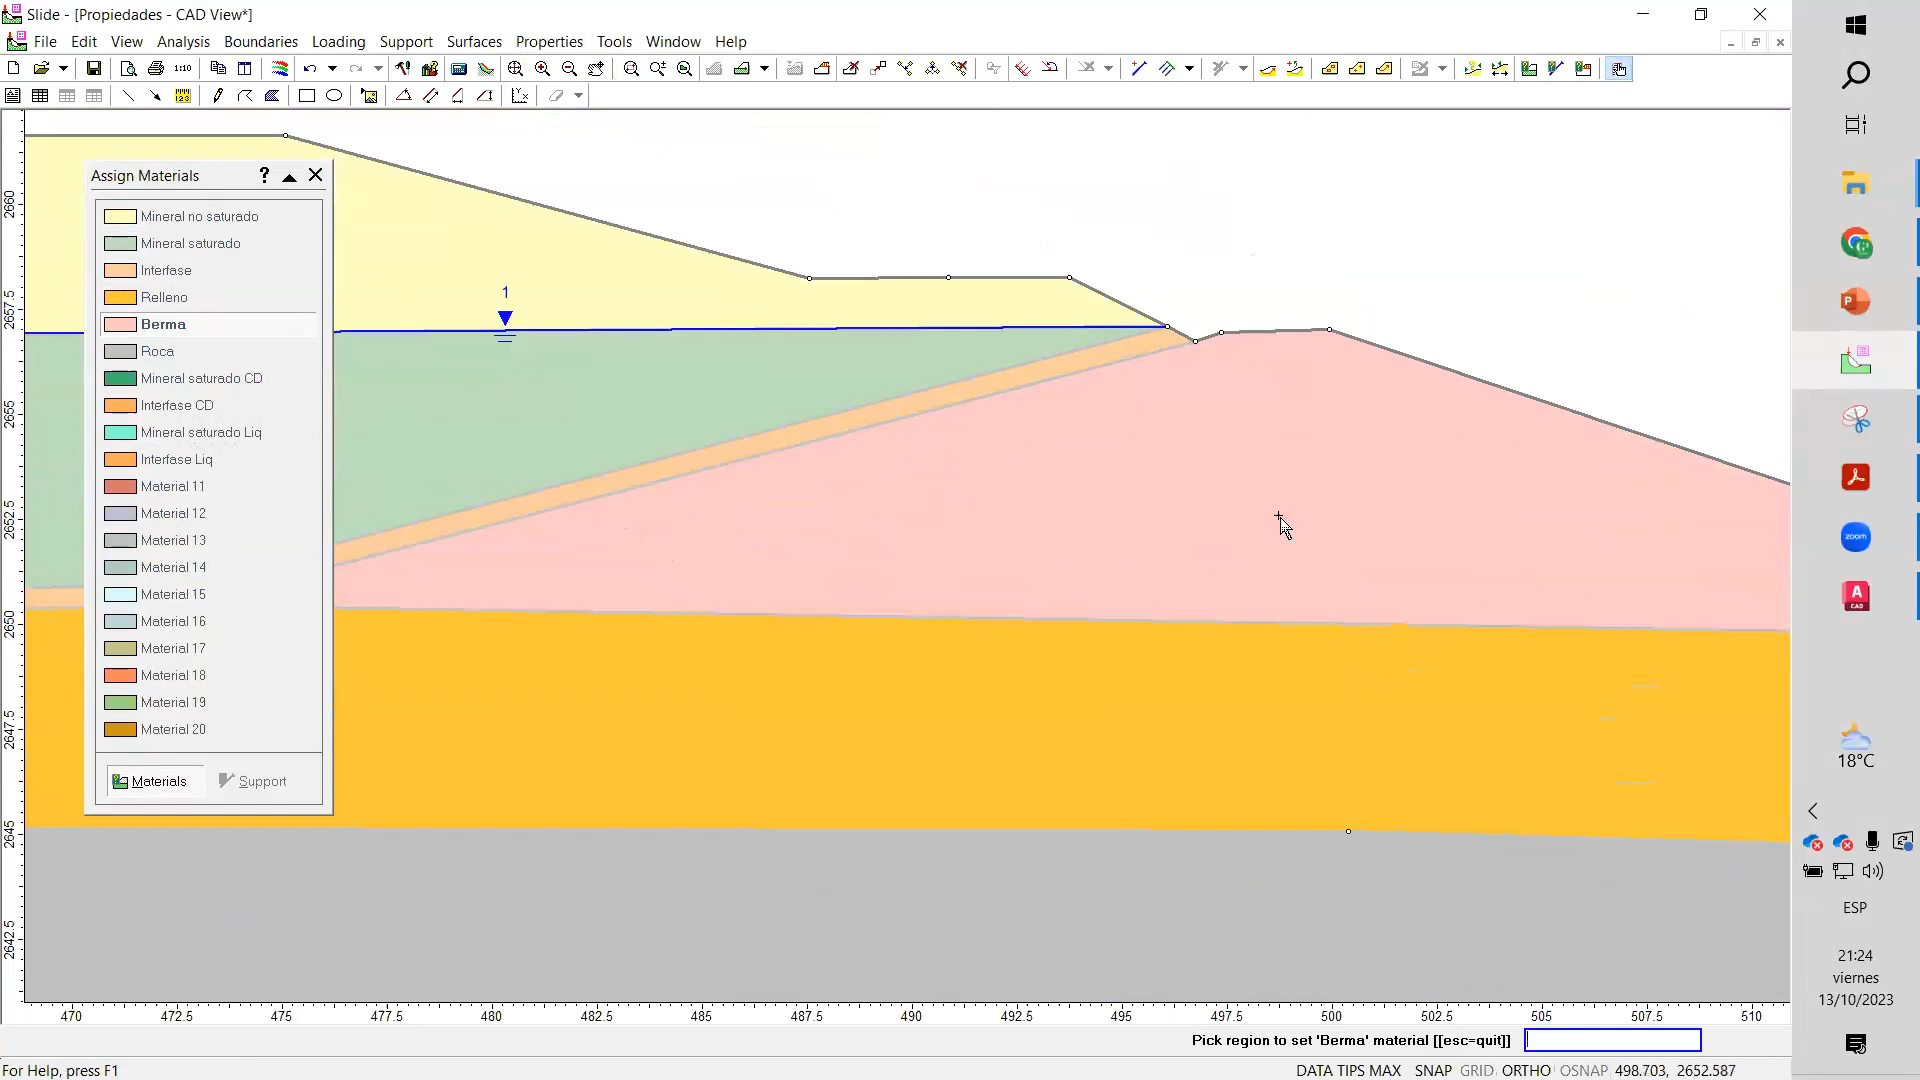 Slide - [Propiedades - CAD View*]
File Edit View Analysis Boundaries Loading Support Surfaces Properties Tools Window Help
1:10
123
Assign Materials ?
Mineral no saturado
Mineral saturado
Interfase
Relleno
Berma
Roca
Mineral saturado CD
Interfase CD
Mineral saturado Liq
Interfase Liq
Material 11
Material 12
Material 13
Material 14
Material 15
Material 16
Material 17
Material 18
Material 19
Material 20
Materials Support
1
2660
2657.5
2655
2652.5
2650
2647.5
2645
2642.5
470 472.5 475 477.5 480 482.5 485 487.5 490 492.5 495 497.5 500 502.5 505 507.5 510
Pick region to set 'Berma' material [[esc=quit]]
For Help, press F1
DATA TIPS MAX SNAP GRID ORTHO OSNAP 498.703, 2652.587
zoom
A
CAD
18°C
ESP
21:24
viernes
13/10/2023